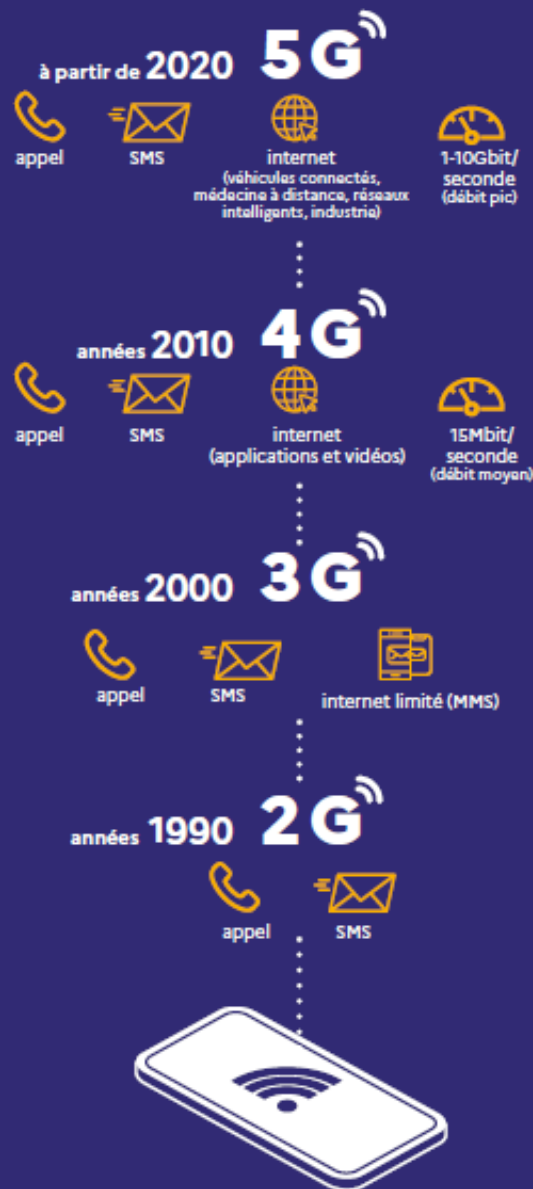 à partir de 2020 5G
appel
SMS
internet
(véhicules connectés,
médecine à distance, réseaux
intelligents, industrie)
1-10Gbit/
seconde
(débit pic)
années 2010 4G
appel
SMS
internet
(applications et vidéos)
15Mbit/
seconde
(débit moyen)
années 2000 3G
appel
SMS
internet limité (MMS)
années 1990 2G
appel
SMS